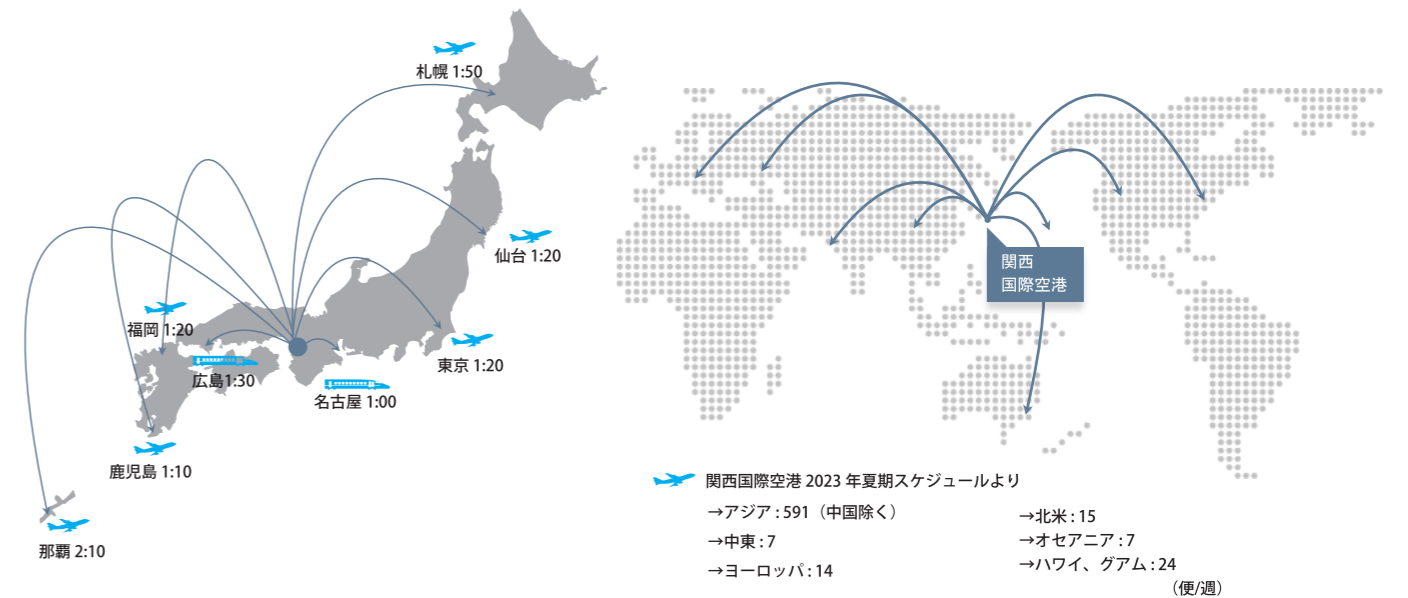 札幌 1:50
仙台 1:20
福岡 1:20
東京 1:20
広島1:30
名古屋 1:00
鹿児島 1:10
那覇 2:10
関西
国際空港
関西国際空港 2023 年夏期スケジュールより
→アジア : 591（中国除く）
→中東 : 7
→ヨーロッパ : 14
→北米 : 15
→オセアニア : 7
→ハワイ、グアム : 24
（便/週）